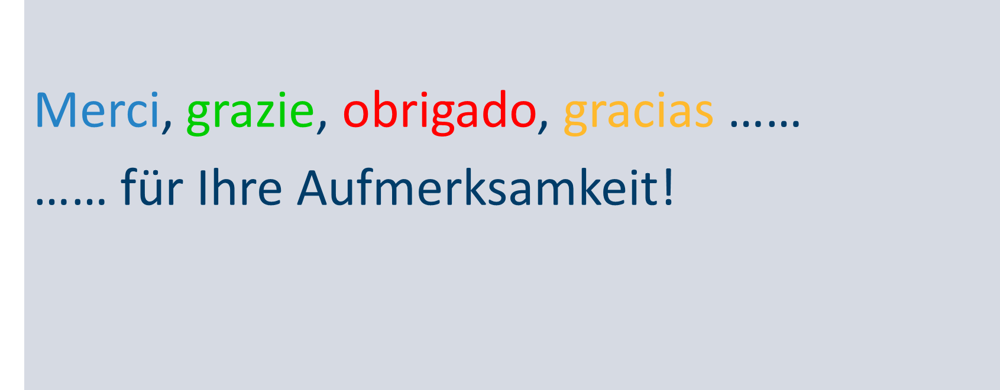 Merci, grazie, obrigado, gracias ……
…… für Ihre Aufmerksamkeit!